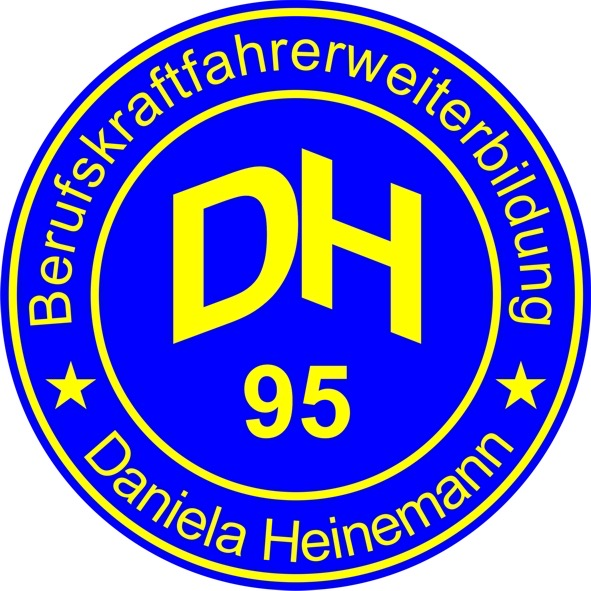 Berufskraftfahrerweiterbildung
DH
95
Daniela Heinemann